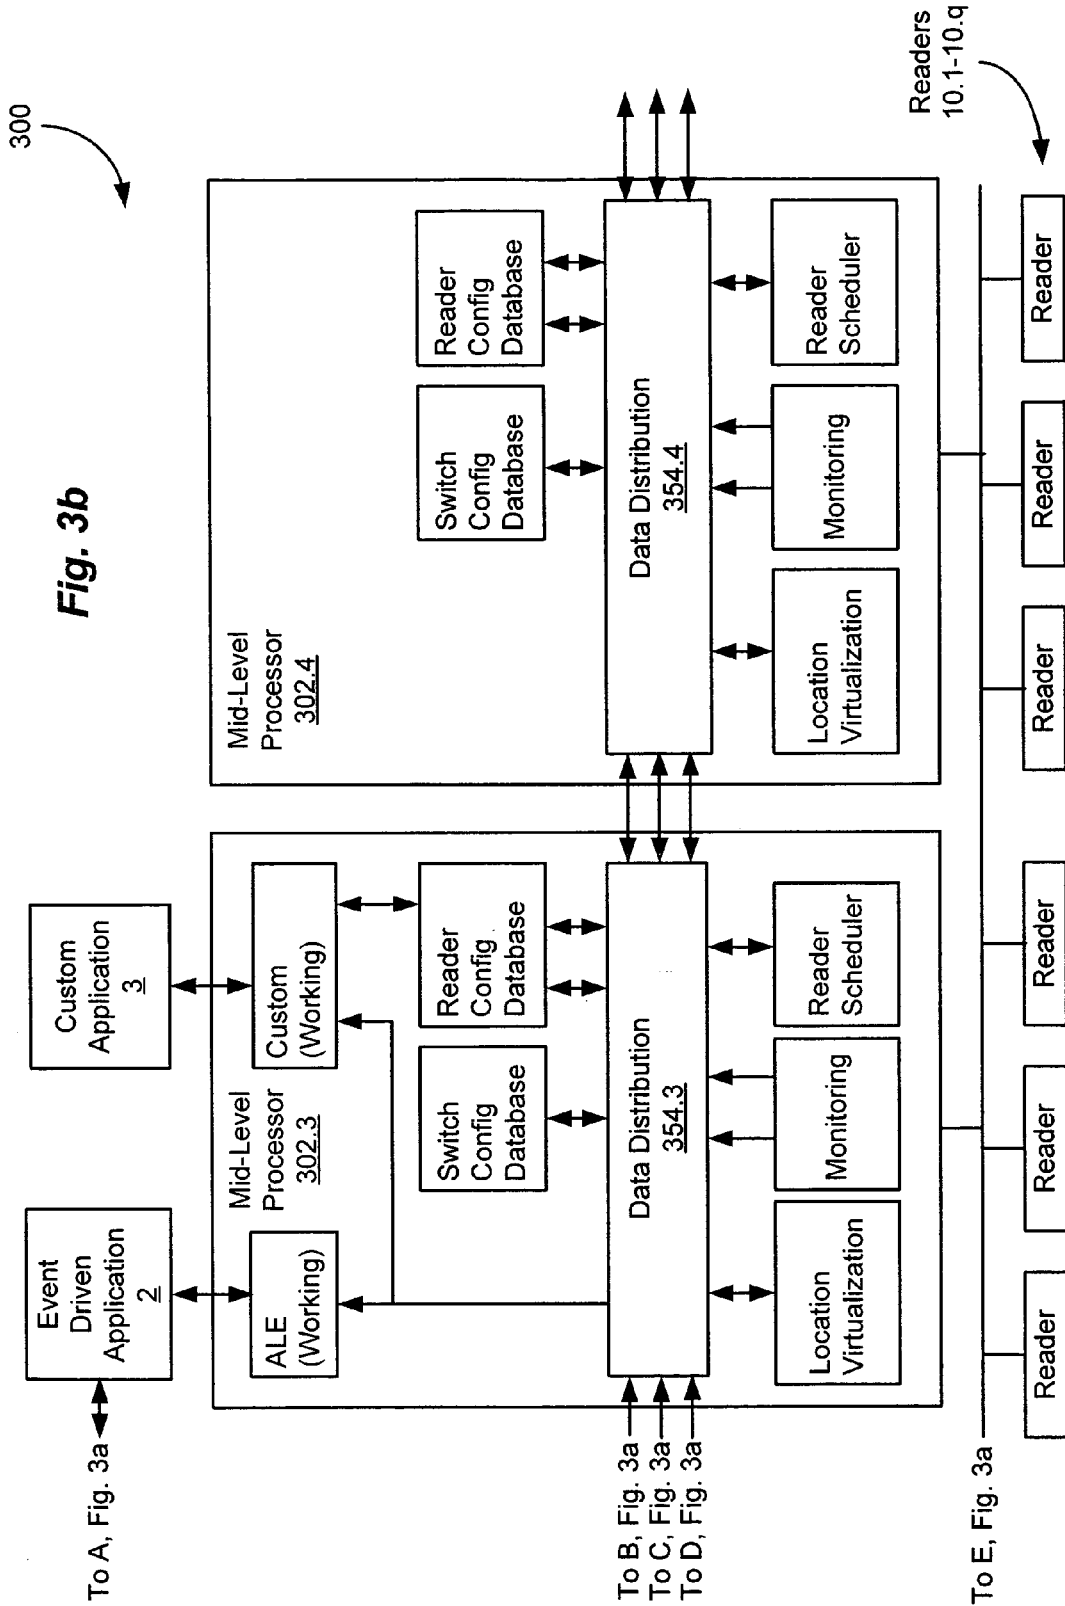 Fig. 3b
300
To A, Fig. 3a
Event
Driven
Application
2
Custom
Application
3
Mid-Level
Processor
302.3
ALE
(Working)
Custom
(Working)
Switch
Config
Database
Reader
Config
Database
To B, Fig. 3a
To C, Fig. 3a
To D, Fig. 3a
Data Distribution
354.3
Location
Virtualization
Monitoring
Reader
Scheduler
Mid-Level
Processor
302.4
Switch
Config
Database
Reader
Config
Database
Data Distribution
354.4
Location
Virtualization
Monitoring
Reader
Scheduler
To E, Fig. 3a
Readers
10.1-10.q
Reader
Reader
Reader
Reader
Reader
Reader